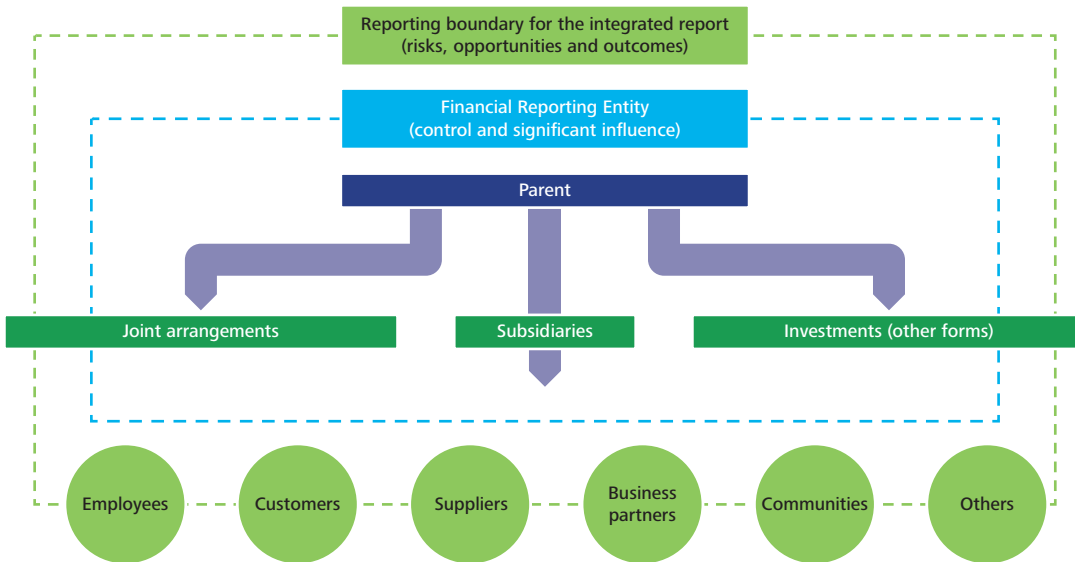 Reporting boundary for the integrated report
(risks, opportunities and outcomes)
Financial Reporting Entity
(control and significant influence)
Parent
Joint arrangements
Subsidiaries
Investments (other forms)
Employees
Customers
Suppliers
Business
partners
Communities
Others